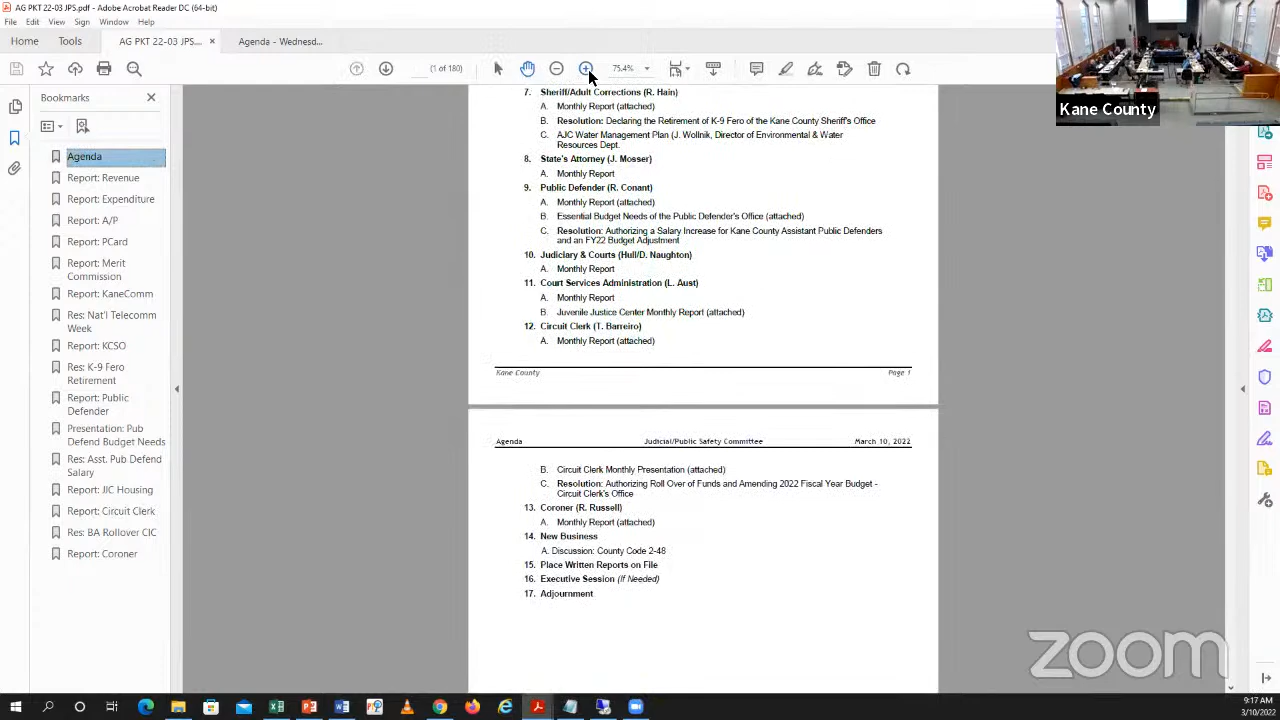 AG PKT 22-03 JPS.pdf - Adobe Acrobat Reader DC (64-bit)
File Edit View Sign Window Help
Home Tools AG PKT 22-03 JPS... × Agenda - Wednesd...
(1 of 180) 75.4%
Bookmarks
Agenda
Report: Revenue
Report: Expenditure
Report: A/P
Report: PCard
Report: Merit
Commission
Report: KaneComm
Res: Nat'l Telecomm
Week
Report: KCSO
Res: K-9 Fero
Retirement
Report: Public
Defender
Presentation: Pub
Defend Budget Needs
Res: Asst. Pub Defend
Salary
Report: JJC Housing
Report: Circuit Clerk
Res: BA Rollover CIC
Report: Coroner
7. Sheriff/Adult Corrections (R. Hain)
A. Monthly Report (attached)
B. Resolution: Declaring the Retirement of K-9 Fero of the Kane County Sheriff's Office
C. AJC Water Management Plan (J. Wollnik, Director of Environmental & Water
Resources Dept.
8. State's Attorney (J. Mosser)
A. Monthly Report
9. Public Defender (R. Conant)
A. Monthly Report (attached)
B. Essential Budget Needs of the Public Defender's Office (attached)
C. Resolution: Authorizing a Salary Increase for Kane County Assistant Public Defenders
and an FY22 Budget Adjustment
10. Judiciary & Courts (Hull/D. Naughton)
A. Monthly Report
11. Court Services Administration (L. Aust)
A. Monthly Report
B. Juvenile Justice Center Monthly Report (attached)
12. Circuit Clerk (T. Barreiro)
A. Monthly Report (attached)
Kane County Page 1
Agenda Judicial/Public Safety Committee March 10, 2022
B. Circuit Clerk Monthly Presentation (attached)
C. Resolution: Authorizing Roll Over of Funds and Amending 2022 Fiscal Year Budget -
Circuit Clerk's Office
13. Coroner (R. Russell)
A. Monthly Report (attached)
14. New Business
A. Discussion: County Code 2-48
15. Place Written Reports on File
16. Executive Session (If Needed)
17. Adjournment
Kane County
zoom
9:17 AM
3/10/2022